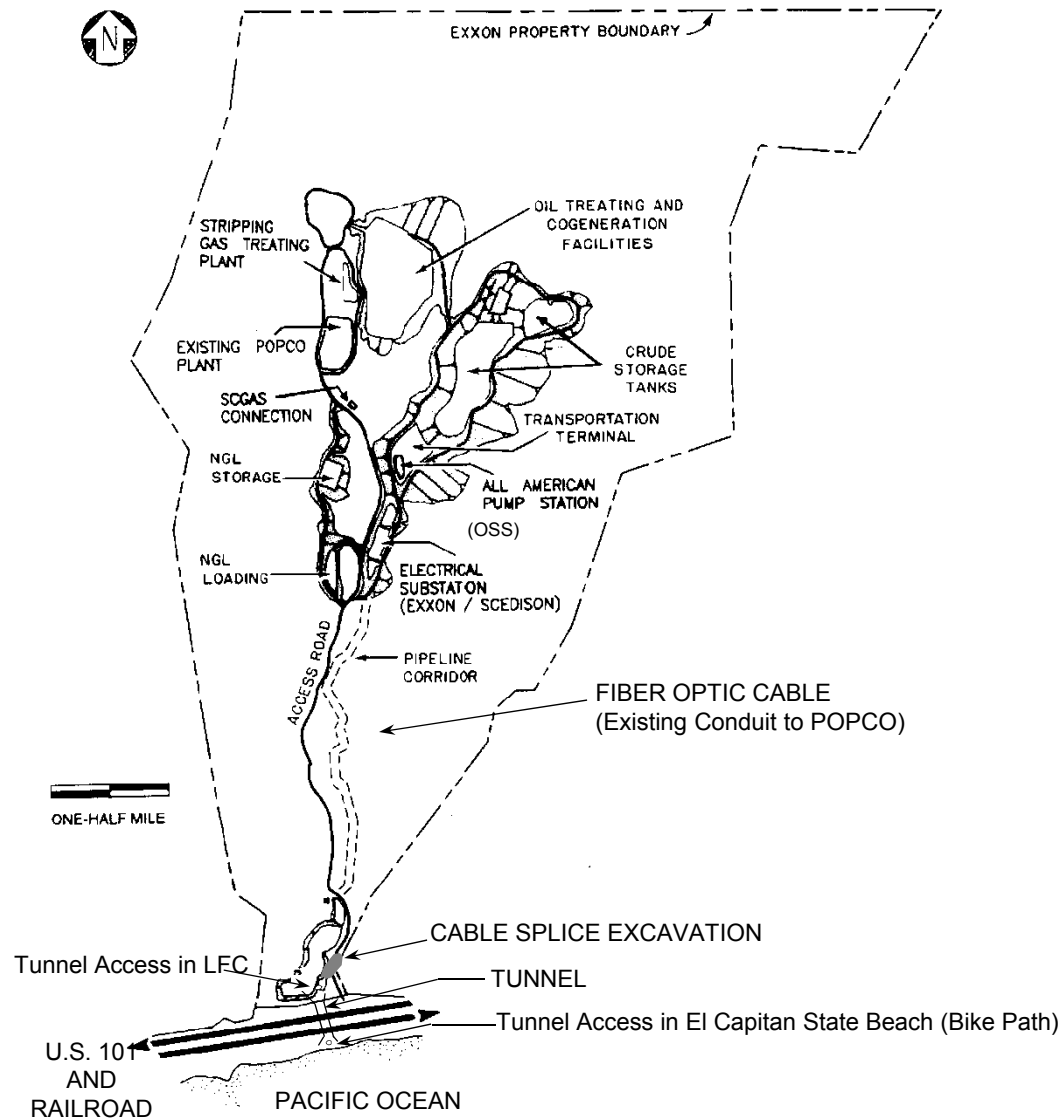 N
EXXON PROPERTY BOUNDARY
OIL TREATING AND
COGENERATION
FACILITIES
STRIPPING
GAS TREATING
PLANT
EXISTING POPCO
PLANT
CRUDE
STORAGE
TANKS
SCGAS
CONNECTION
TRANSPORTATION
TERMINAL
NGL
STORAGE
ALL AMERICAN
PUMP STATION
(OSS)
NGL
LOADING
ELECTRICAL
SUBSTATON
(EXXON / SCEDISON)
ACCESS ROAD
PIPELINE
CORRIDOR
FIBER OPTIC CABLE
(Existing Conduit to POPCO)
ONE-HALF MILE
CABLE SPLICE EXCAVATION
Tunnel Access in LFC
TUNNEL
Tunnel Access in El Capitan State Beach (Bike Path)
U.S. 101
AND
RAILROAD
PACIFIC OCEAN